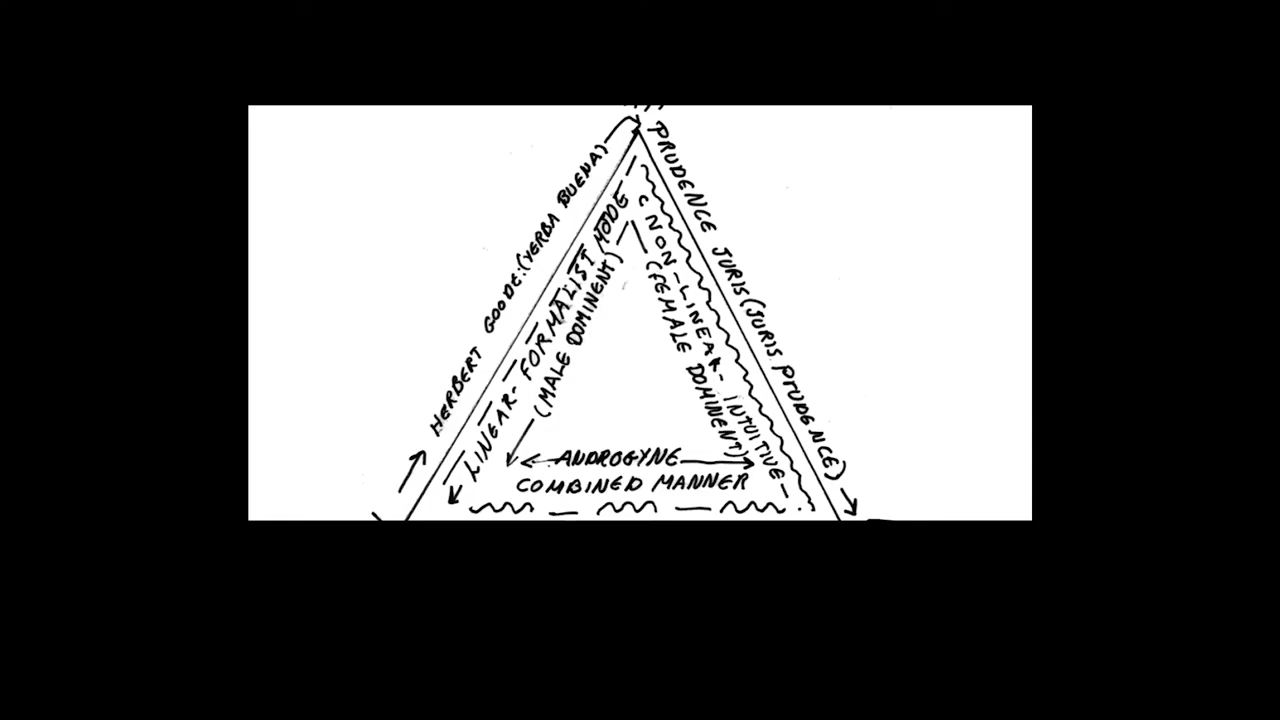 HERBERT GOODE:(YERBA BUENA)
PRUDENCE JURIS(JURIS PRUDENCE)
LINEAR-FORMALIST MODE
(MALE DOMINENT)
NON-LINEAR-INTUITIVE
(FEMALE DOMINENT)
ANDROGYNE
COMBINED MANNER